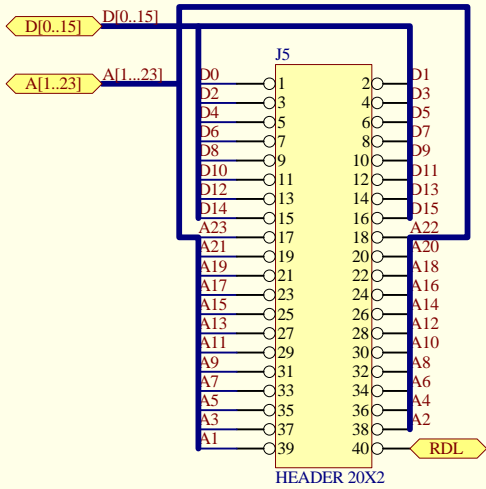 D[0..15] D[0..15]
A[1..23] A[1..23]
J5
D0 1 2 D1
D2 3 4 D3
D4 5 6 D5
D6 7 8 D7
D8 9 10 D9
D10 11 12 D11
D12 13 14 D13
D14 15 16 D15
A23 17 18 A22
A21 19 20 A20
A19 21 22 A18
A17 23 24 A16
A15 25 26 A14
A13 27 28 A12
A11 29 30 A10
A9 31 32 A8
A7 33 34 A6
A5 35 36 A4
A3 37 38 A2
A1 39 40 RDL
HEADER 20X2